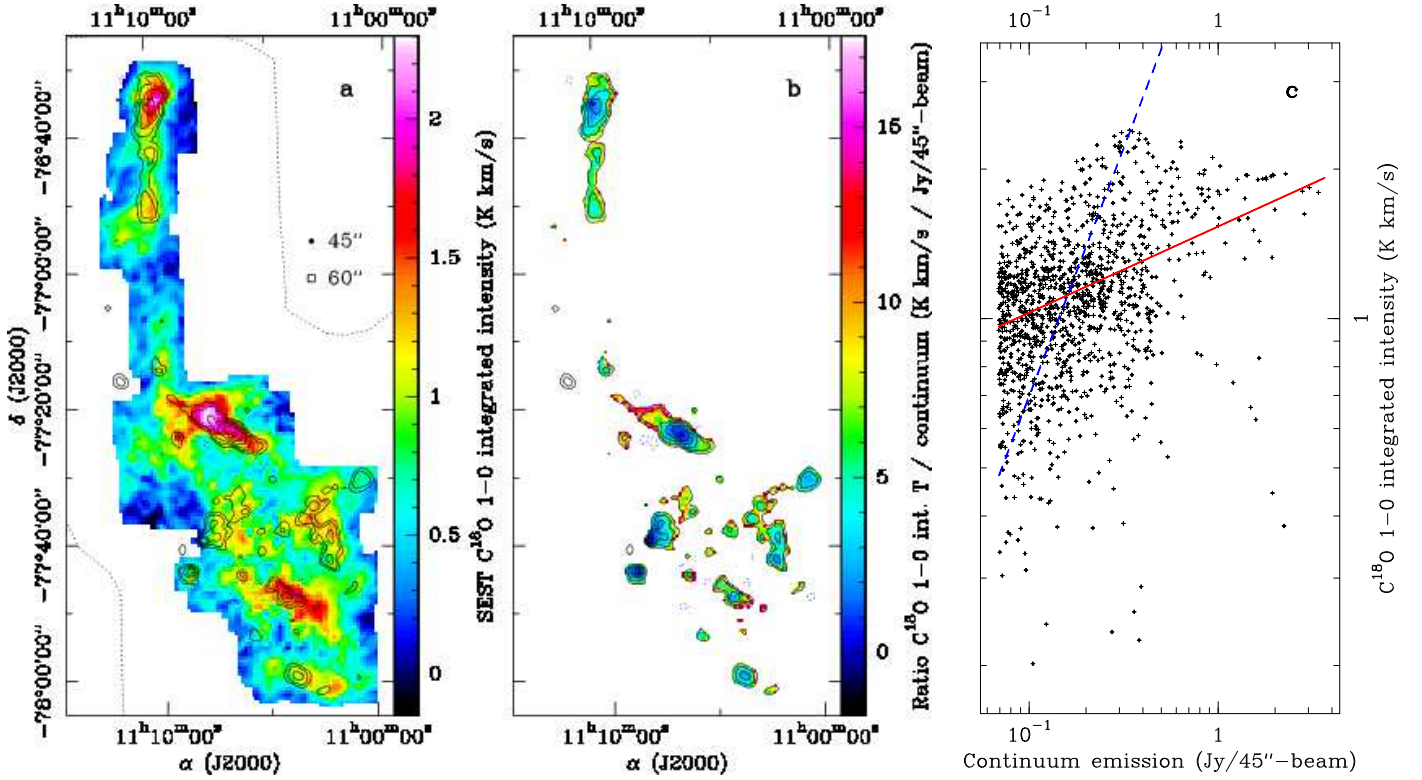 11ʰ10ᵐ00ˢ 11ʰ00ᵐ00ˢ
11ʰ10ᵐ00ˢ 11ʰ00ᵐ00ˢ
10⁻¹ 1
a
b
c
-76°40'00"
-77°00'00"
-77°20'00"
-77°40'00"
-78°00'00"
δ (J2000)
45"
60"
2
1.5
1
0.5
0
SEST C¹⁸O 1-0 integrated intensity (K km/s)
15
10
5
0
Ratio C¹⁸O 1-0 int. T / continuum (K km/s / Jy/45"-beam)
1
C¹⁸O 1-0 integrated intensity (K km/s)
11ʰ10ᵐ00ˢ 11ʰ00ᵐ00ˢ
α (J2000)
11ʰ10ᵐ00ˢ 11ʰ00ᵐ00ˢ
α (J2000)
10⁻¹ 1
Continuum emission (Jy/45"-beam)